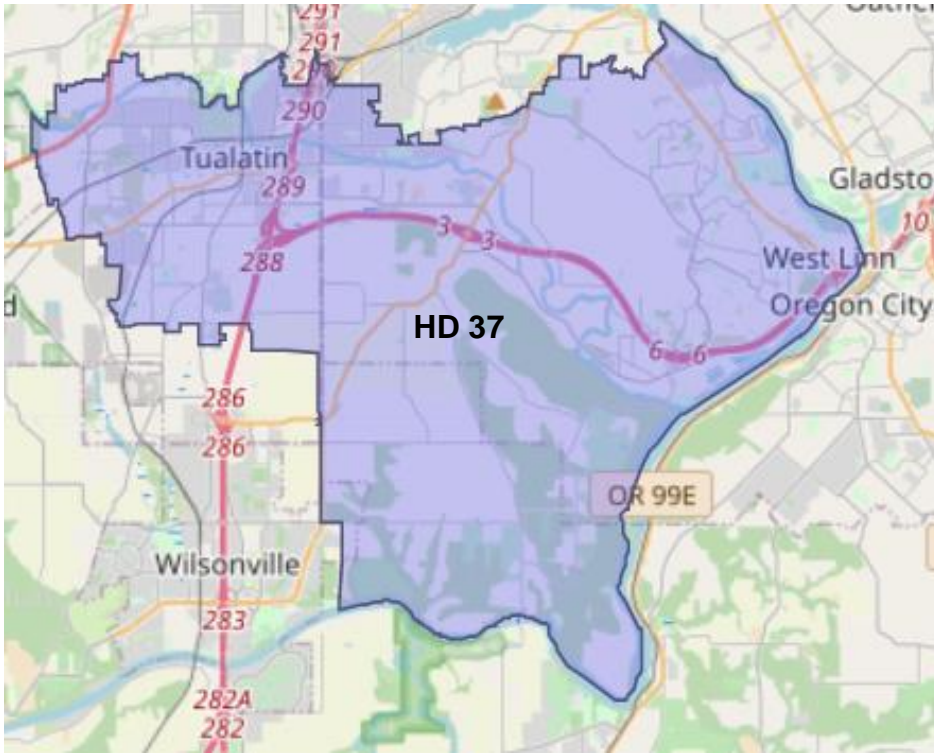 291
291
290
Tualatin
289
Gladsto
10
3 3
288
West Linn
d
Oregon City
HD 37
6 6
286
286
OR 99E
Wilsonville
283
282A
282